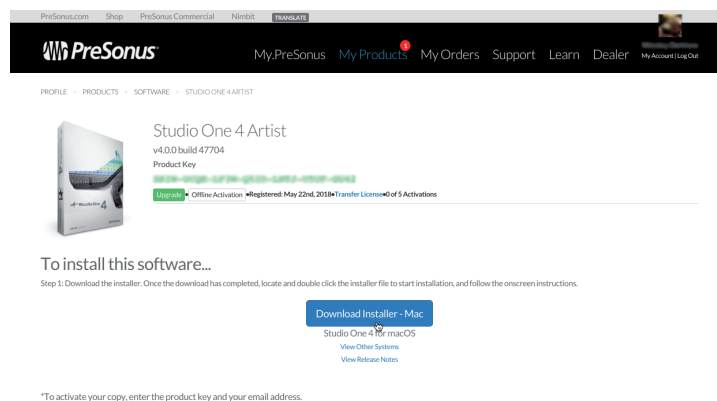 PreSonus.com Shop PreSonus Commercial Nimbit TRANSLATE
PreSonus My.PreSonus My Products 1 My Orders Support Learn Dealer My Account | Log Out
PROFILE PRODUCTS SOFTWARE STUDIO ONE 4 ARTIST
Studio One 4 Artist
v4.0.0 build 47704
Product Key
Upgrade • Offline Activation •Registered: May 22nd, 2018•Transfer License•0 of 5 Activations
StudioOne 4
To install this software...
Step 1: Download the installer. Once the download has completed, locate and double click the installer file to start installation, and follow the onscreen instructions.
Download Installer - Mac
Studio One 4 for macOS
View Other Systems
View Release Notes
*To activate your copy, enter the product key and your email address.